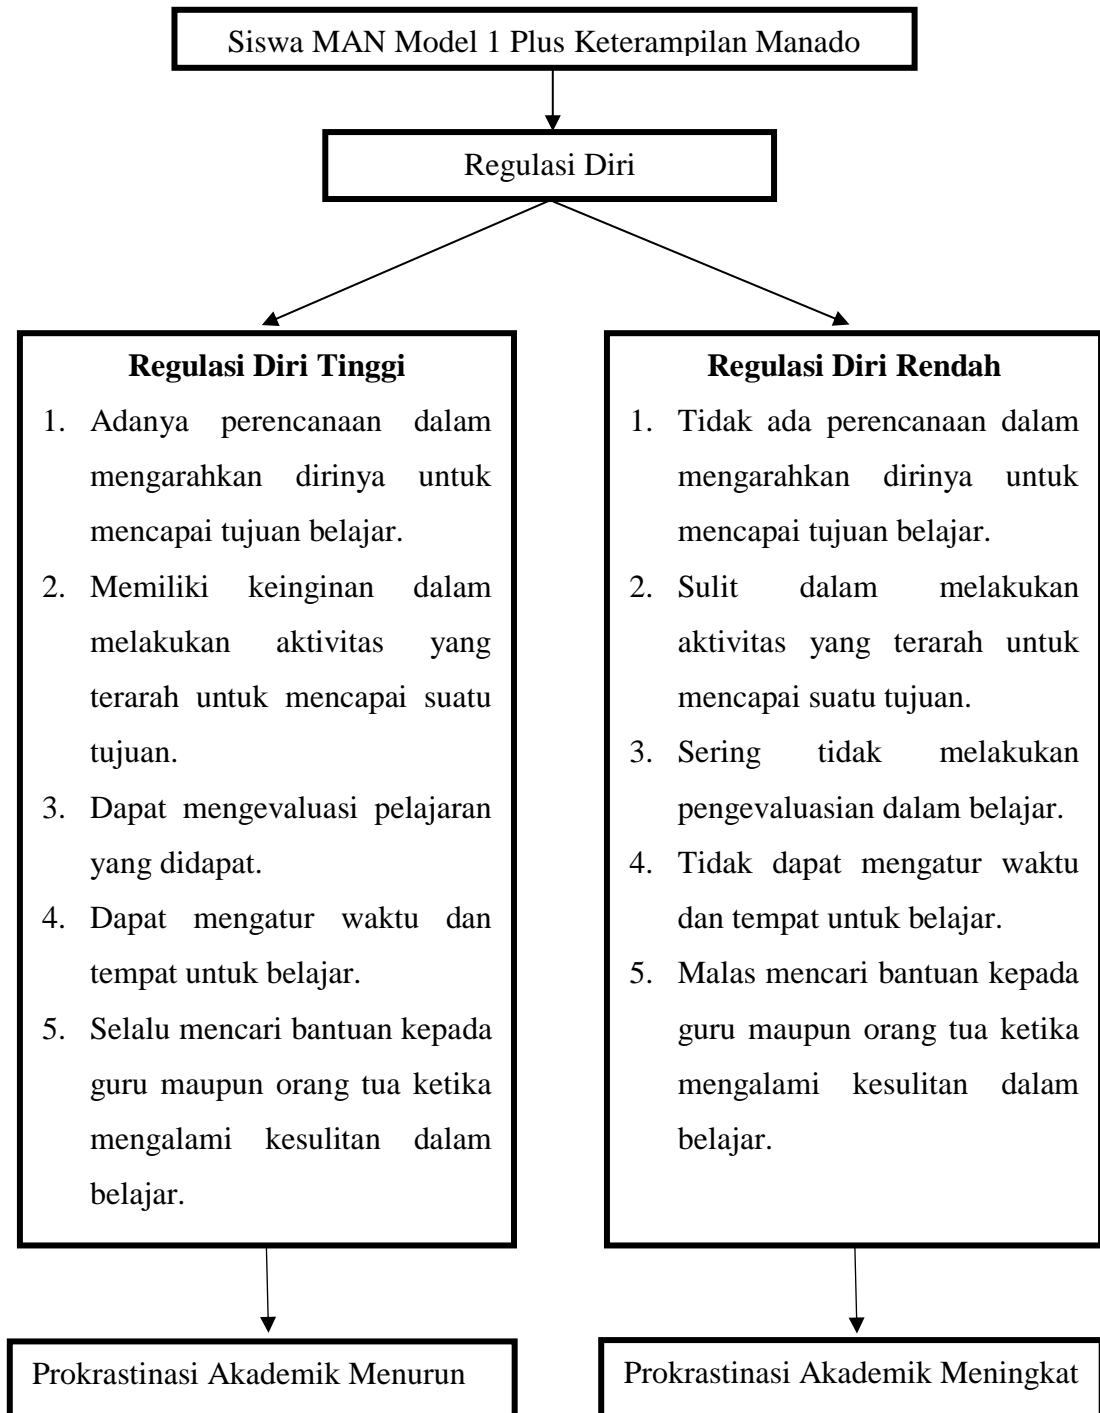 Siswa MAN Model 1 Plus Keterampilan Manado
Regulasi Diri
Regulasi Diri Tinggi
1. Adanya perencanaan dalam
mengarahkan dirinya untuk
mencapai tujuan belajar.
2. Memiliki keinginan dalam
melakukan aktivitas yang
terarah untuk mencapai suatu
tujuan.
3. Dapat mengevaluasi pelajaran
yang didapat.
4. Dapat mengatur waktu dan
tempat untuk belajar.
5. Selalu mencari bantuan kepada
guru maupun orang tua ketika
mengalami kesulitan dalam
belajar.
Regulasi Diri Rendah
1. Tidak ada perencanaan dalam
mengarahkan dirinya untuk
mencapai tujuan belajar.
2. Sulit dalam melakukan
aktivitas yang terarah untuk
mencapai suatu tujuan.
3. Sering tidak melakukan
pengevaluasian dalam belajar.
4. Tidak dapat mengatur waktu
dan tempat untuk belajar.
5. Malas mencari bantuan kepada
guru maupun orang tua ketika
mengalami kesulitan dalam
belajar.
Prokrastinasi Akademik Menurun
Prokrastinasi Akademik Meningkat